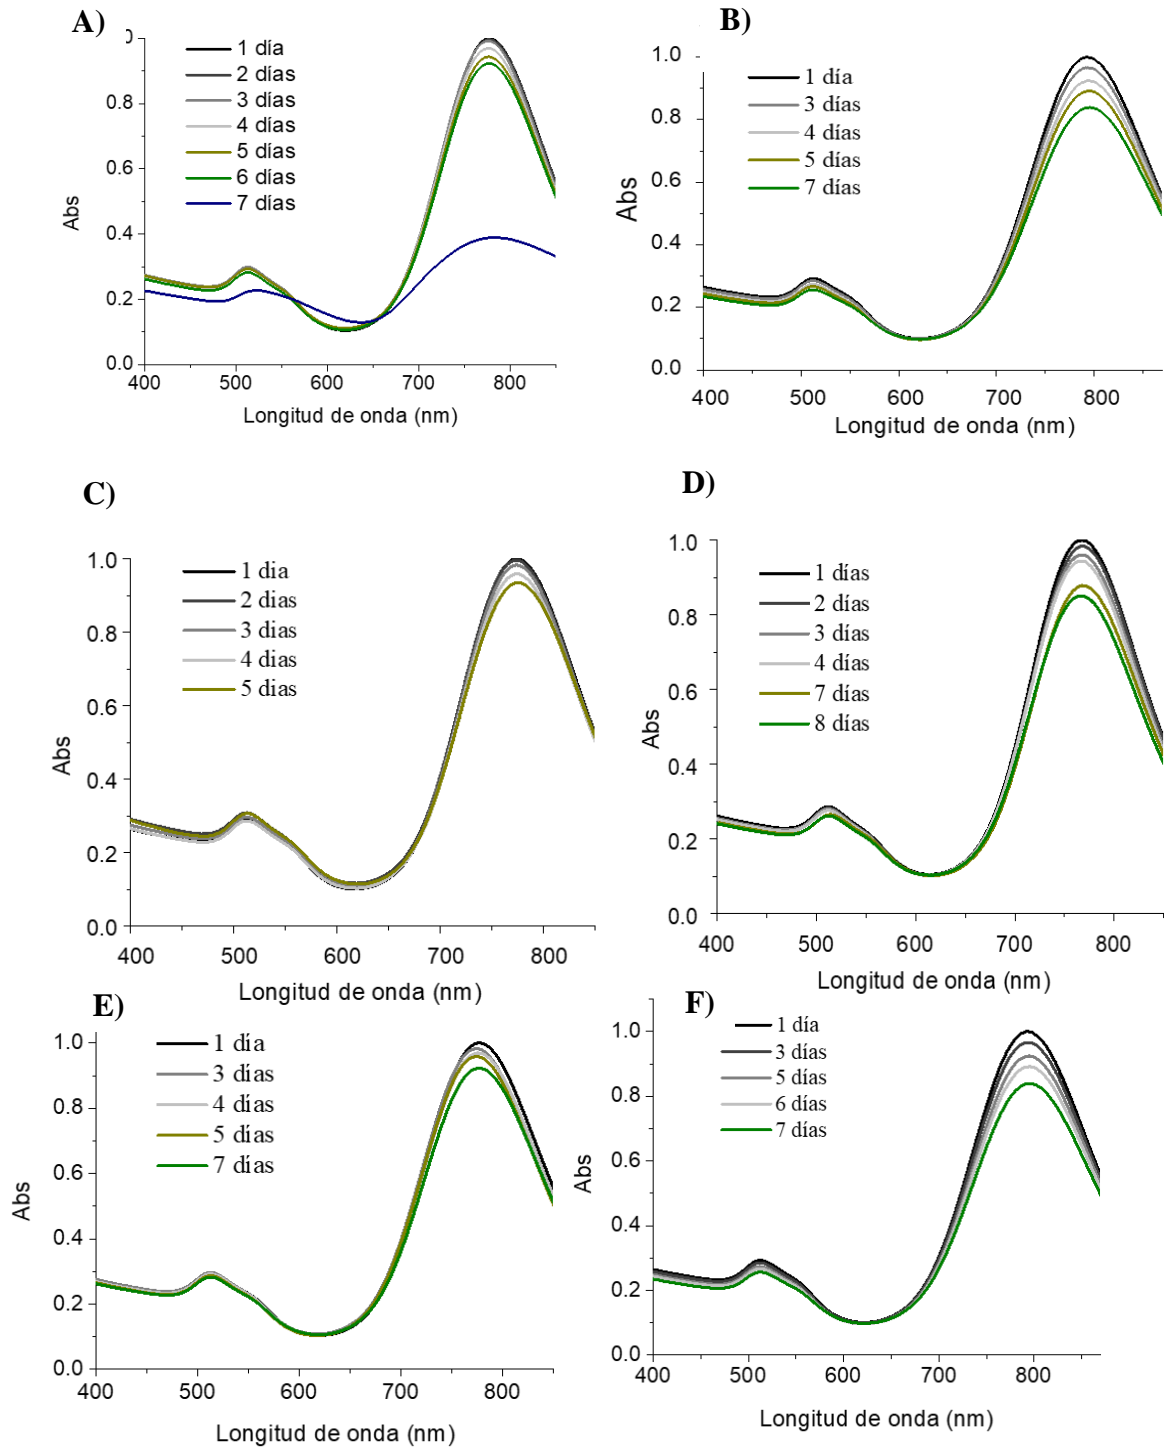 A)
1 día
2 días
3 días
4 días
5 días
6 días
7 días
0.8
0.6
0.4
0.2
0.0
Abs
400 500 600 700 800
Longitud de onda (nm)
B)
1 día
3 días
4 días
5 días
7 días
1.0
0.8
0.6
0.4
0.2
0.0
Abs
400 500 600 700 800
Longitud de onda (nm)
C)
1 dia
2 dias
3 dias
4 dias
5 dias
1.0
0.8
0.6
0.4
0.2
0.0
Abs
400 500 600 700 800
Longitud de onda (nm)
D)
1 días
2 días
3 días
4 días
7 días
8 días
1.0
0.8
0.6
0.4
0.2
0.0
Abs
400 500 600 700 800
Longitud de onda (nm)
E)
1 día
3 días
4 días
5 días
7 días
1.0
0.8
0.6
0.4
0.2
0.0
Abs
400 500 600 700 800
Longitud de onda (nm)
F)
1 día
3 días
5 días
6 días
7 días
1.0
0.8
0.6
0.4
0.2
0.0
Abs
400 500 600 700 800
Longitud de onda (nm)